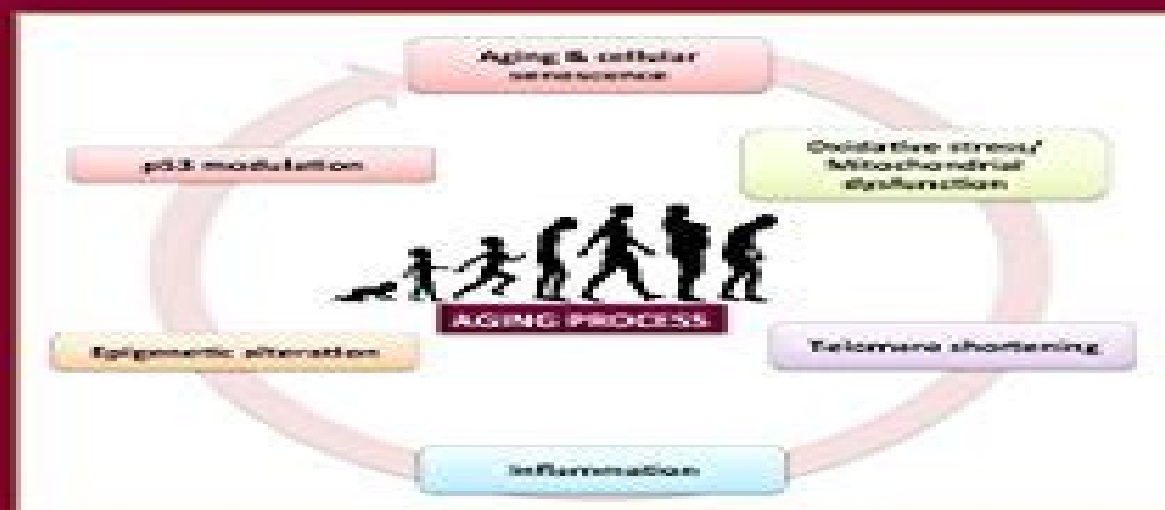 Aging & cellular
senescence
Oxidative stress/
Mitochondrial
dysfunction
p53 modulation
AGING PROCESS
Epigenetic alteration
Telomere shortening
Inflammation